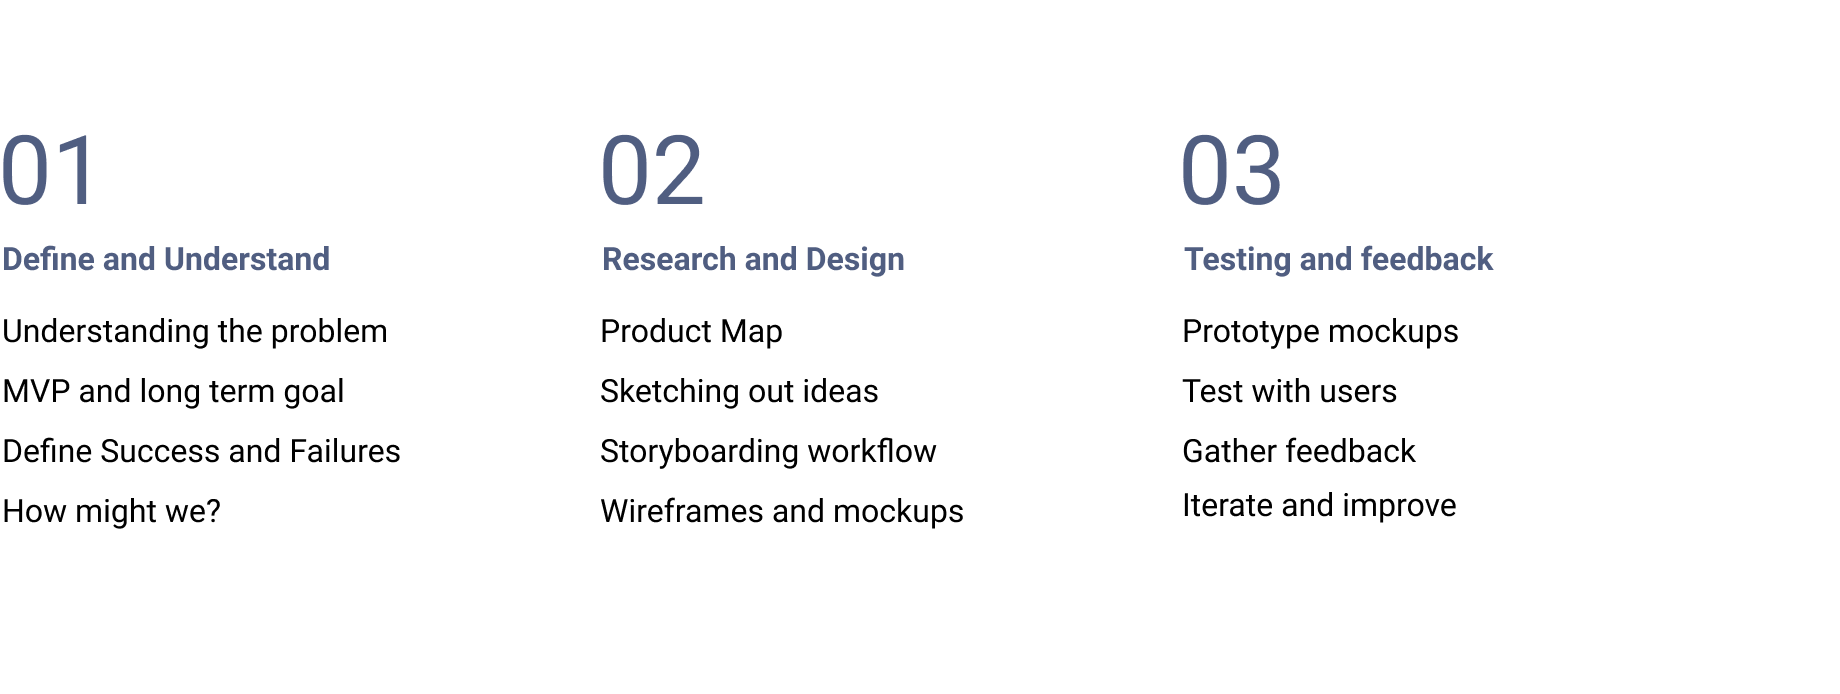 01
Define and Understand
Understanding the problem
MVP and long term goal
Define Success and Failures
How might we?
02
Research and Design
Product Map
Sketching out ideas
Storyboarding workflow
Wireframes and mockups
03
Testing and feedback
Prototype mockups
Test with users
Gather feedback
Iterate and improve